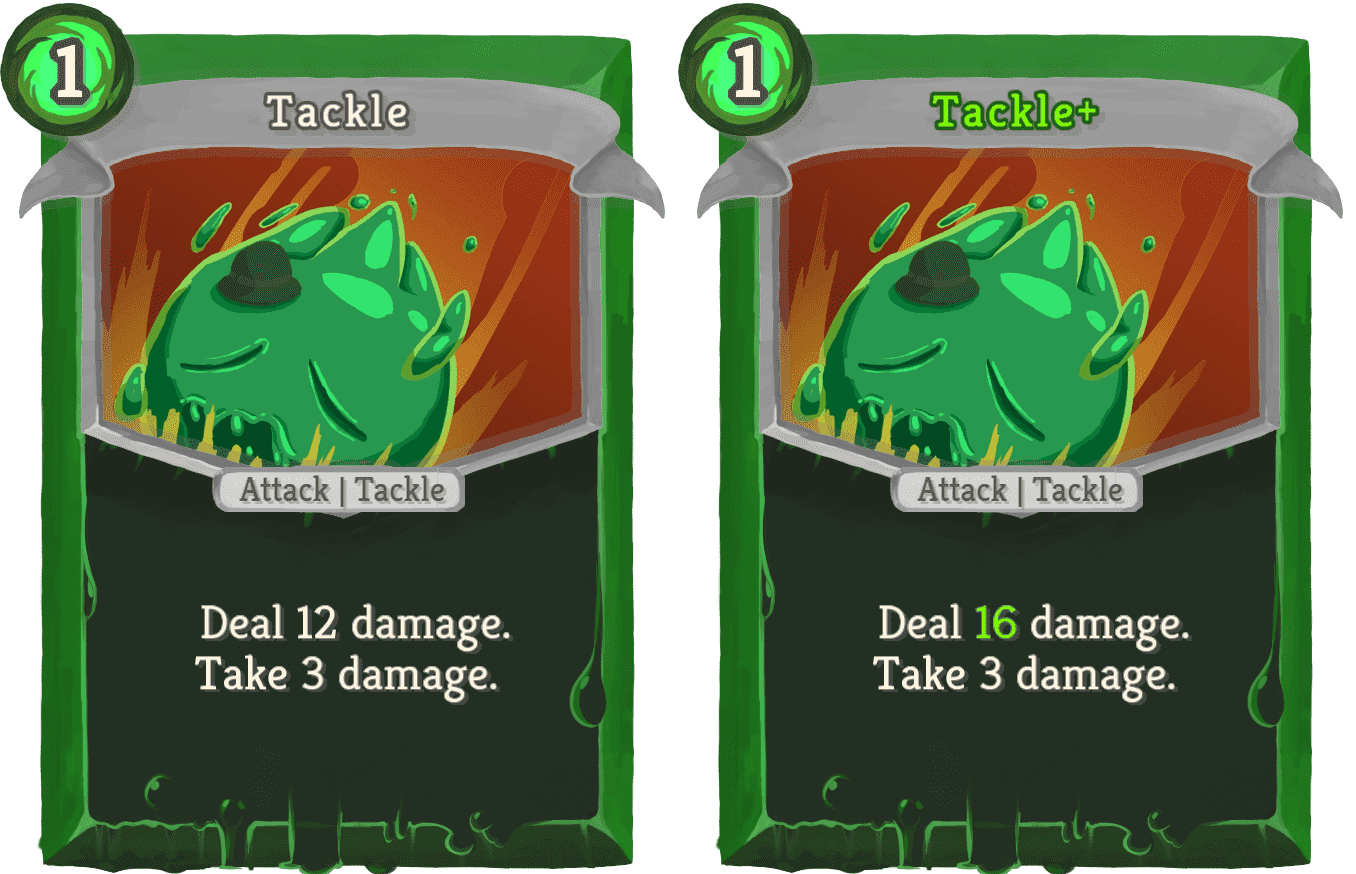 1
Tackle
Attack | Tackle
Deal 12 damage.
Take 3 damage.
1
Tackle+
Attack | Tackle
Deal 16 damage.
Take 3 damage.